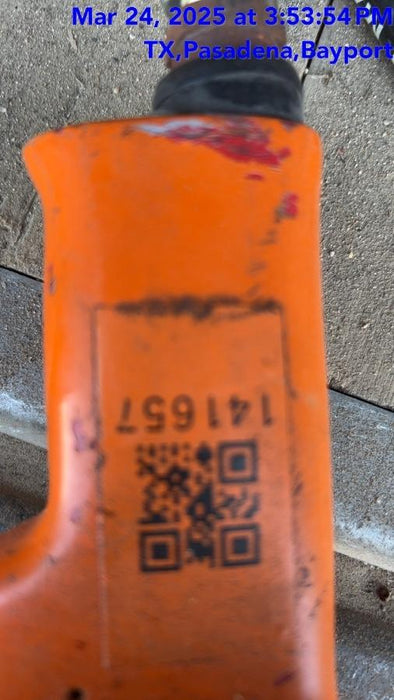 Mar 24, 2025 at 3:53:54 PM
TX,Pasadena,Bayport
141657